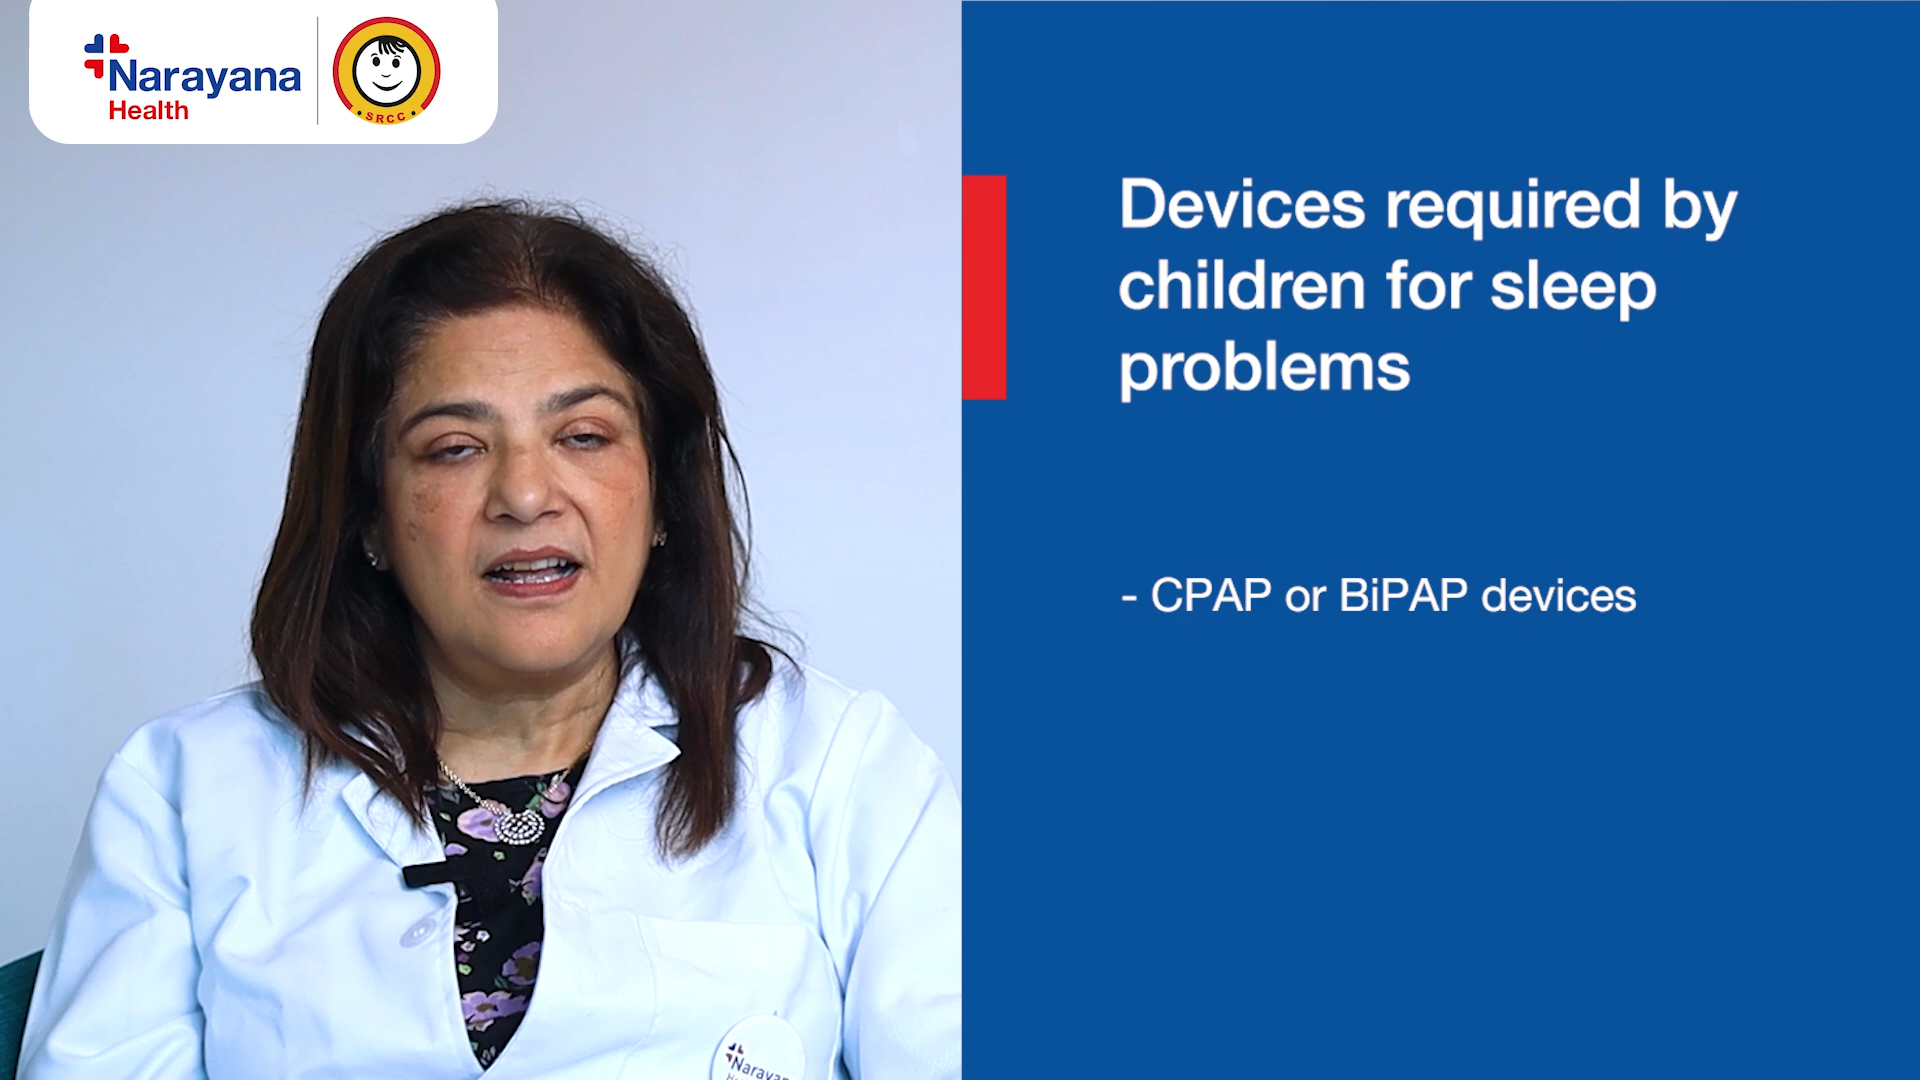 Narayana
Health
SRCC
Devices required by
children for sleep
problems
- CPAP or BiPAP devices